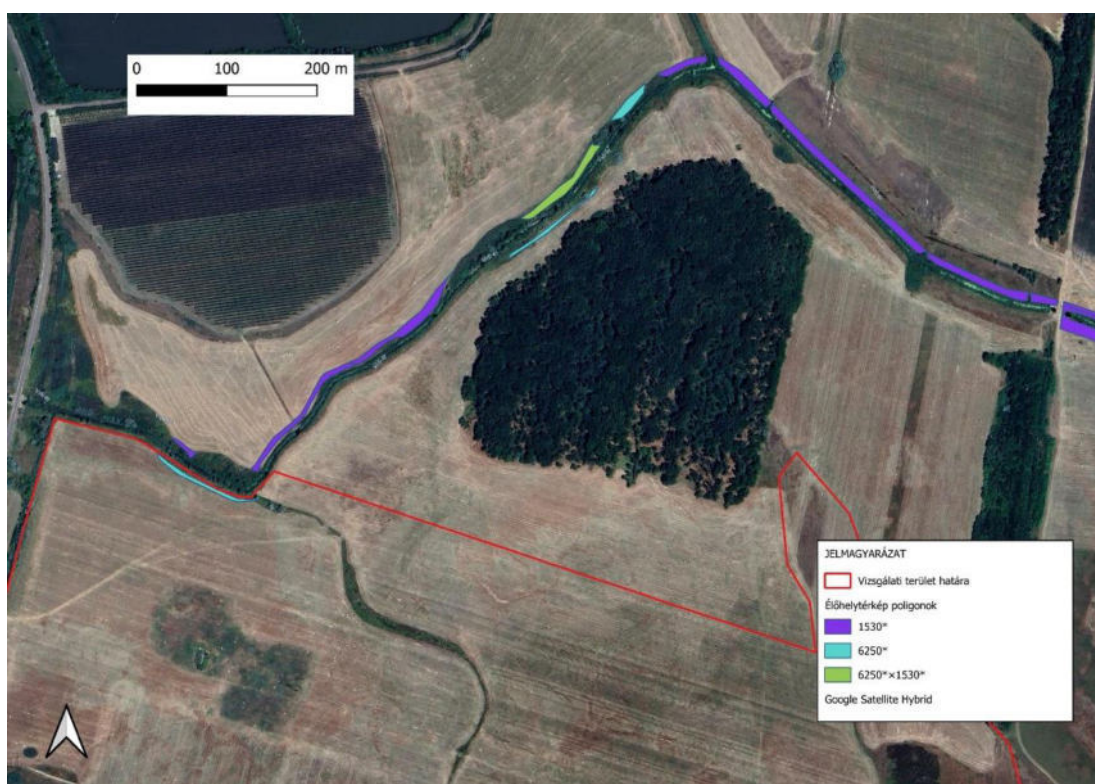 0 100 200 m
JELMAGYARÁZAT
Vizsgálati terület határa
Élőhelytérkép poligonok
1530*
6250*
6250*×1530*
Google Satellite Hybrid